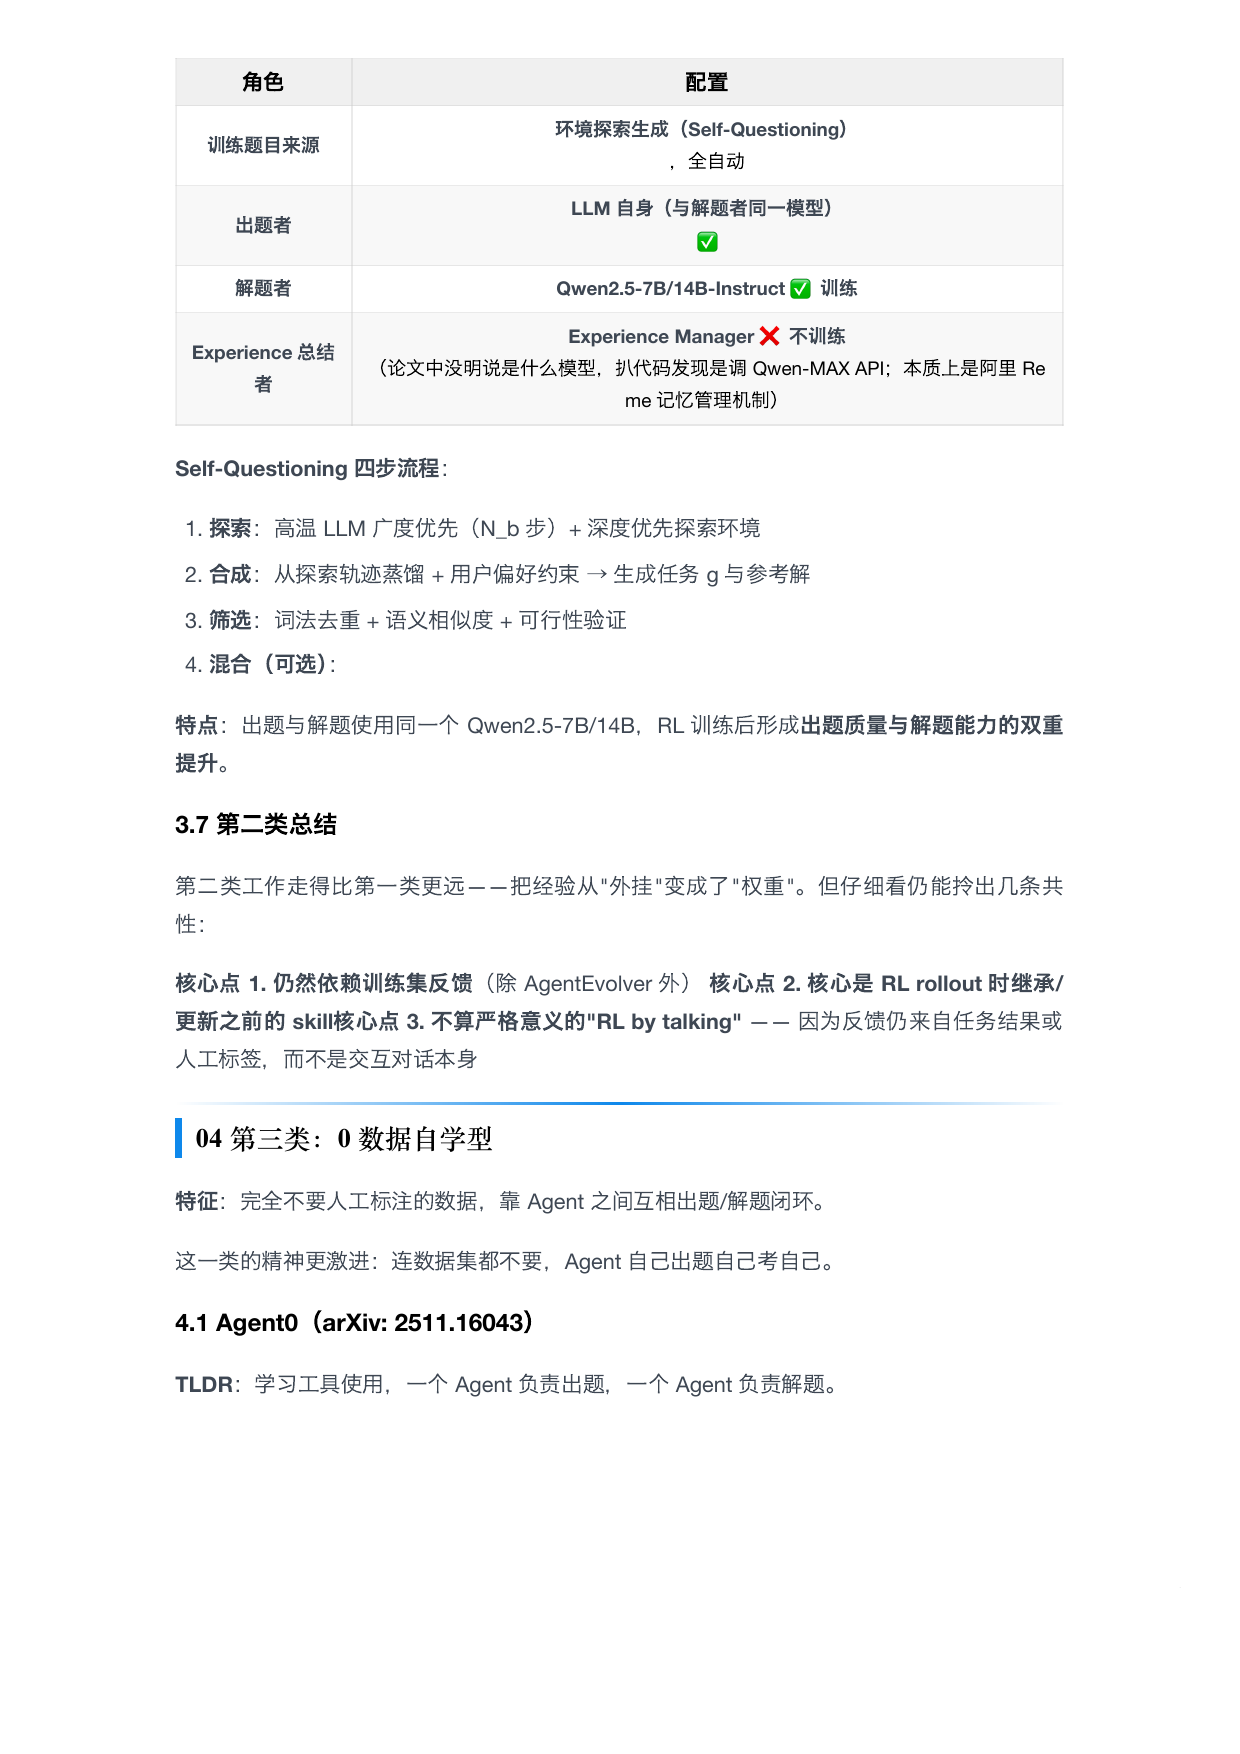 角色 配置
训练题目来源 环境探索生成（Self-Questioning）
，全自动
出题者 LLM 自身（与解题者同一模型）
✅
解题者 Qwen2.5-7B/14B-Instruct ✅ 训练
Experience 总结
者
Experience Manager ❌ 不训练
（论文中没明说是什么模型，扒代码发现是调 Qwen-MAX API；本质上是阿里 Re
me 记忆管理机制）
Self-Questioning 四步流程：
1. 探索：高温 LLM 广度优先（N_b 步）+ 深度优先探索环境
2. 合成：从探索轨迹蒸馏 + 用户偏好约束 → 生成任务 g 与参考解
3. 筛选：词法去重 + 语义相似度 + 可行性验证
4. 混合（可选）：
特点：出题与解题使用同一个 Qwen2.5-7B/14B，RL 训练后形成出题质量与解题能力的双重
提升。
3.7 第二类总结
第二类工作走得比第一类更远——把经验从"外挂"变成了"权重"。但仔细看仍能拎出几条共
性：
核心点 1. 仍然依赖训练集反馈（除 AgentEvolver 外） 核心点 2. 核心是 RL rollout 时继承/
更新之前的 skill核心点 3. 不算严格意义的"RL by talking" —— 因为反馈仍来自任务结果或
人工标签，而不是交互对话本身
04 第三类：0 数据自学型
特征：完全不要人工标注的数据，靠 Agent 之间互相出题/解题闭环。
这一类的精神更激进：连数据集都不要，Agent 自己出题自己考自己。
4.1 Agent0（arXiv: 2511.16043）
TLDR：学习工具使用，一个 Agent 负责出题，一个 Agent 负责解题。